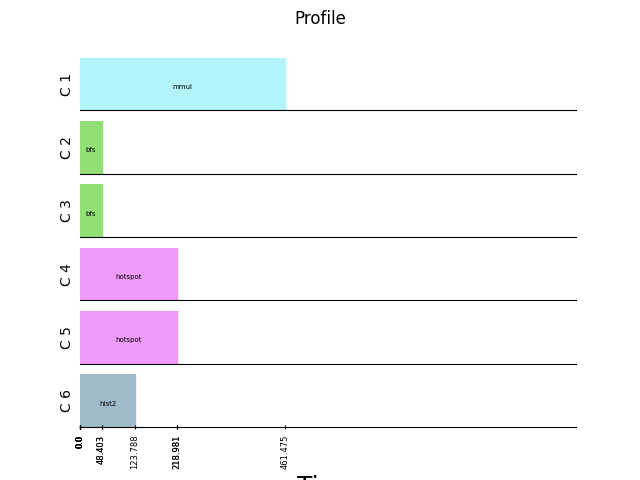 Profile
C 1
mmul
C 2
bfs
C 3
bfs
C 4
hotspot
C 5
hotspot
C 6
hist2
0.0
48.403
123.788
218.981
461.475